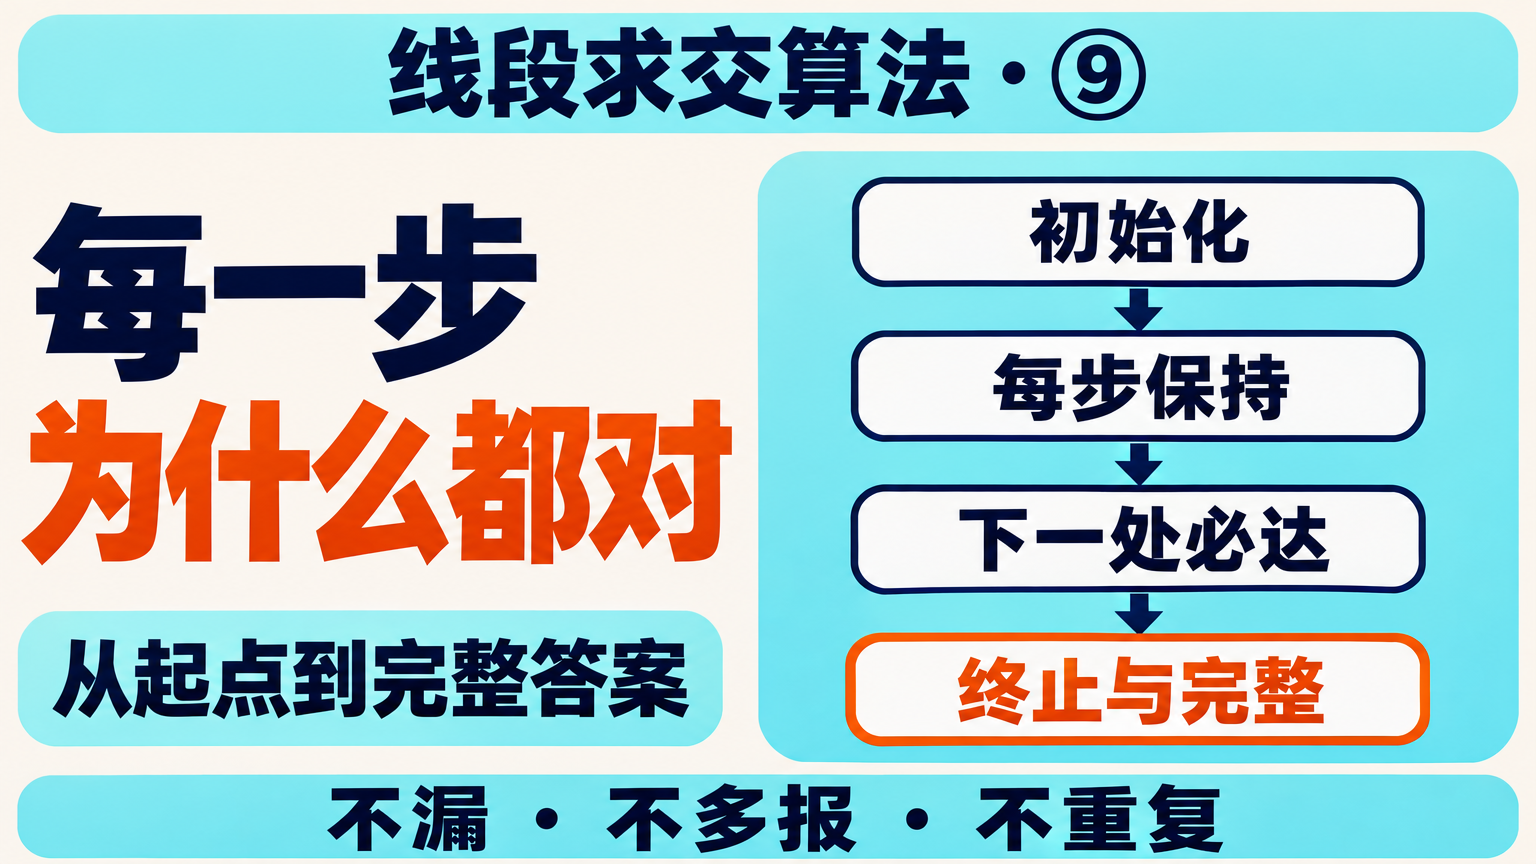 线段求交算法·⑨
每一步
为什么都对
从起点到完整答案
初始化
每步保持
下一处必达
终止与完整
不漏·不多报·不重复